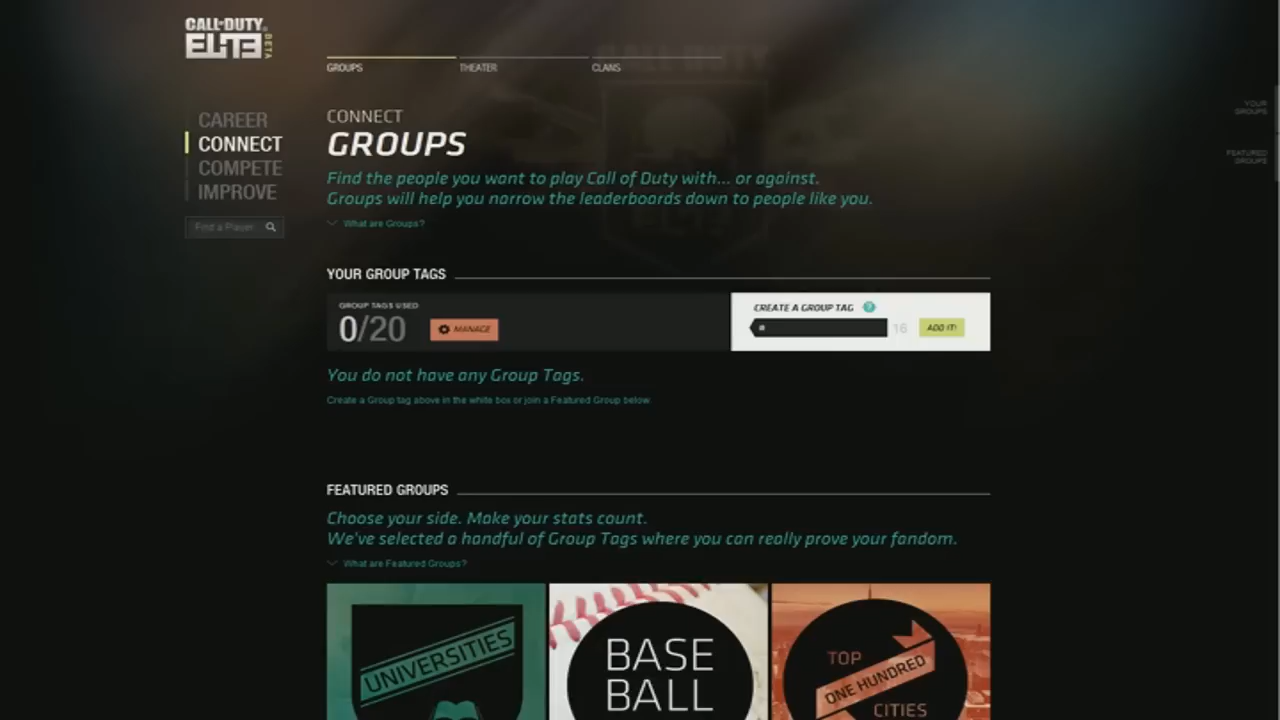 CALL OF DUTY
ELITE
BETA
GROUPS
THEATER
CLANS
CAREER
CONNECT
COMPETE
IMPROVE
Find a Player
CONNECT
GROUPS
Find the people you want to play Call of Duty with... or against.
Groups will help you narrow the leaderboards down to people like you.
What are Groups?
YOUR
GROUPS
FEATURED
GROUPS
YOUR GROUP TAGS
GROUP TAGS USED
0/20
MANAGE
CREATE A GROUP TAG ?
#
16
ADD IT!
You do not have any Group Tags.
Create a Group tag above in the white box or join a Featured Group below.
FEATURED GROUPS
Choose your side. Make your stats count.
We've selected a handful of Group Tags where you can really prove your fandom.
What are Featured Groups?
UNIVERSITIES
BASE
BALL
TOP
ONE HUNDRED
CITIES